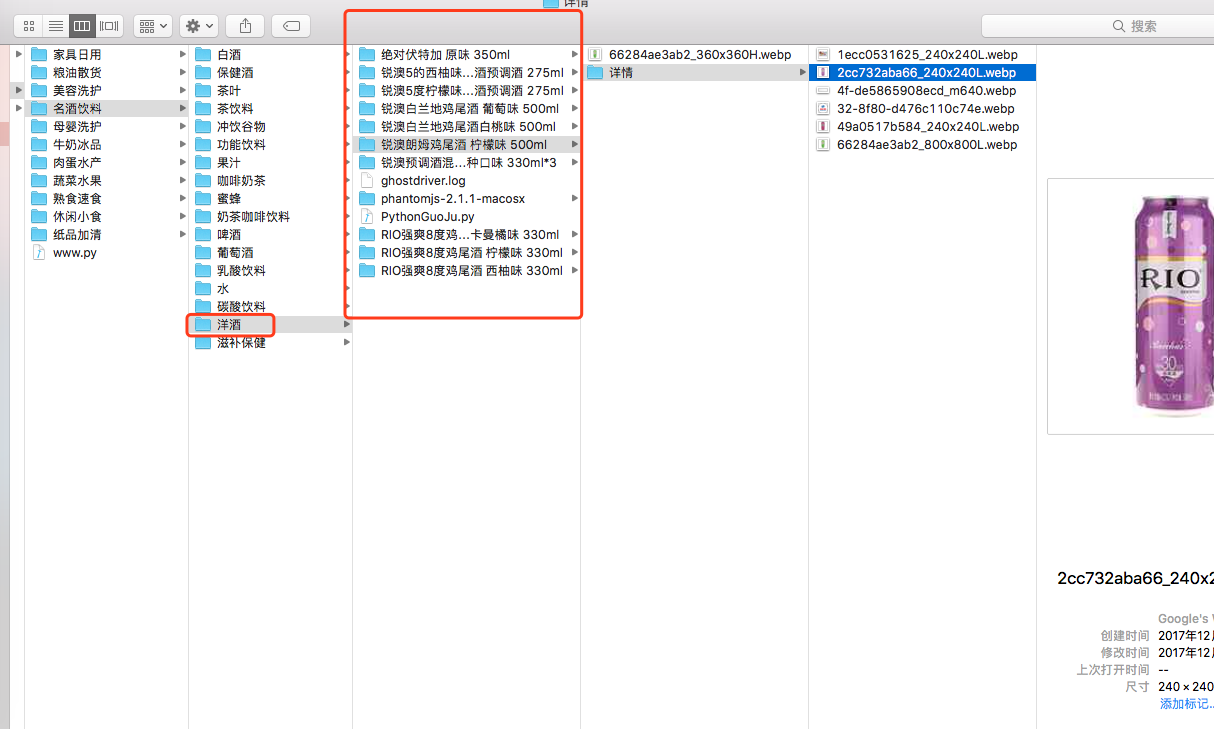 详情
搜索
家具日用
粮油散货
美容洗护
名酒饮料
母婴洗护
牛奶冰品
肉蛋水产
蔬菜水果
熟食速食
休闲小食
纸品加清
www.py
白酒
保健酒
茶叶
茶饮料
冲饮谷物
功能饮料
果汁
咖啡奶茶
蜜蜂
奶茶咖啡饮料
啤酒
葡萄酒
乳酸饮料
水
碳酸饮料
洋酒
滋补保健
绝对伏特加 原味 350ml
锐澳5的西柚味...酒预调酒 275ml
锐澳5度柠檬味...酒预调酒 275ml
锐澳白兰地鸡尾酒 葡萄味 500ml
锐澳白兰地鸡尾酒白桃味 500ml
锐澳朗姆鸡尾酒 柠檬味 500ml
锐澳预调酒混...种口味 330ml*3
ghostdriver.log
phantomjs-2.1.1-macosx
PythonGuoJu.py
RIO强爽8度鸡...卡曼橘味 330ml
RIO强爽8度鸡尾酒 柠檬味 330ml
RIO强爽8度鸡尾酒 西柚味 330ml
66284ae3ab2_360x360H.webp
详情
1ecc0531625_240x240L.webp
2cc732aba66_240x240L.webp
4f-de5865908ecd_m640.webp
32-8f80-d476c110c74e.webp
49a0517b584_240x240L.webp
66284ae3ab2_800x800L.webp
RIO
30
2cc732aba66_240x2
Google's
创建时间 2017年12
修改时间 2017年12
上次打开时间 --
尺寸 240 × 240
添加标记...